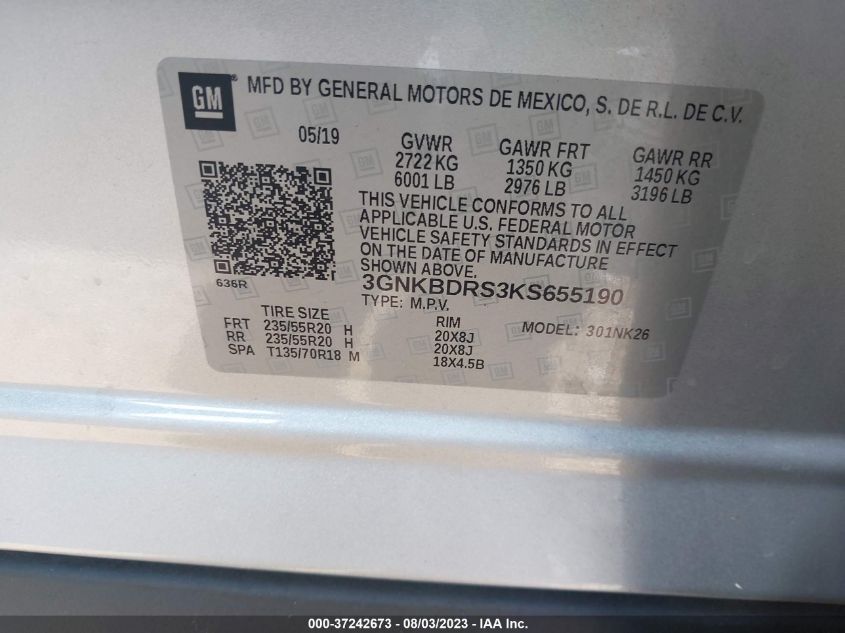 GM MFD BY GENERAL MOTORS DE MEXICO, S. DE R.L. DE C.V.
05/19 GVWR GAWR FRT GAWR RR
2722 KG 1350 KG 1450 KG
6001 LB 2976 LB 3196 LB
THIS VEHICLE CONFORMS TO ALL
APPLICABLE U.S. FEDERAL MOTOR
VEHICLE SAFETY STANDARDS IN EFFECT
ON THE DATE OF MANUFACTURE
SHOWN ABOVE.
636R
3GNKBDRS3KS655190
TYPE: M.P.V.
TIRE SIZE RIM MODEL: 301NK26
FRT 235/55R20 H 20X8J
RR 235/55R20 H 20X8J
SPA T135/70R18 M 18X4.5B
000-37242673 - 08/03/2023 - IAA Inc.